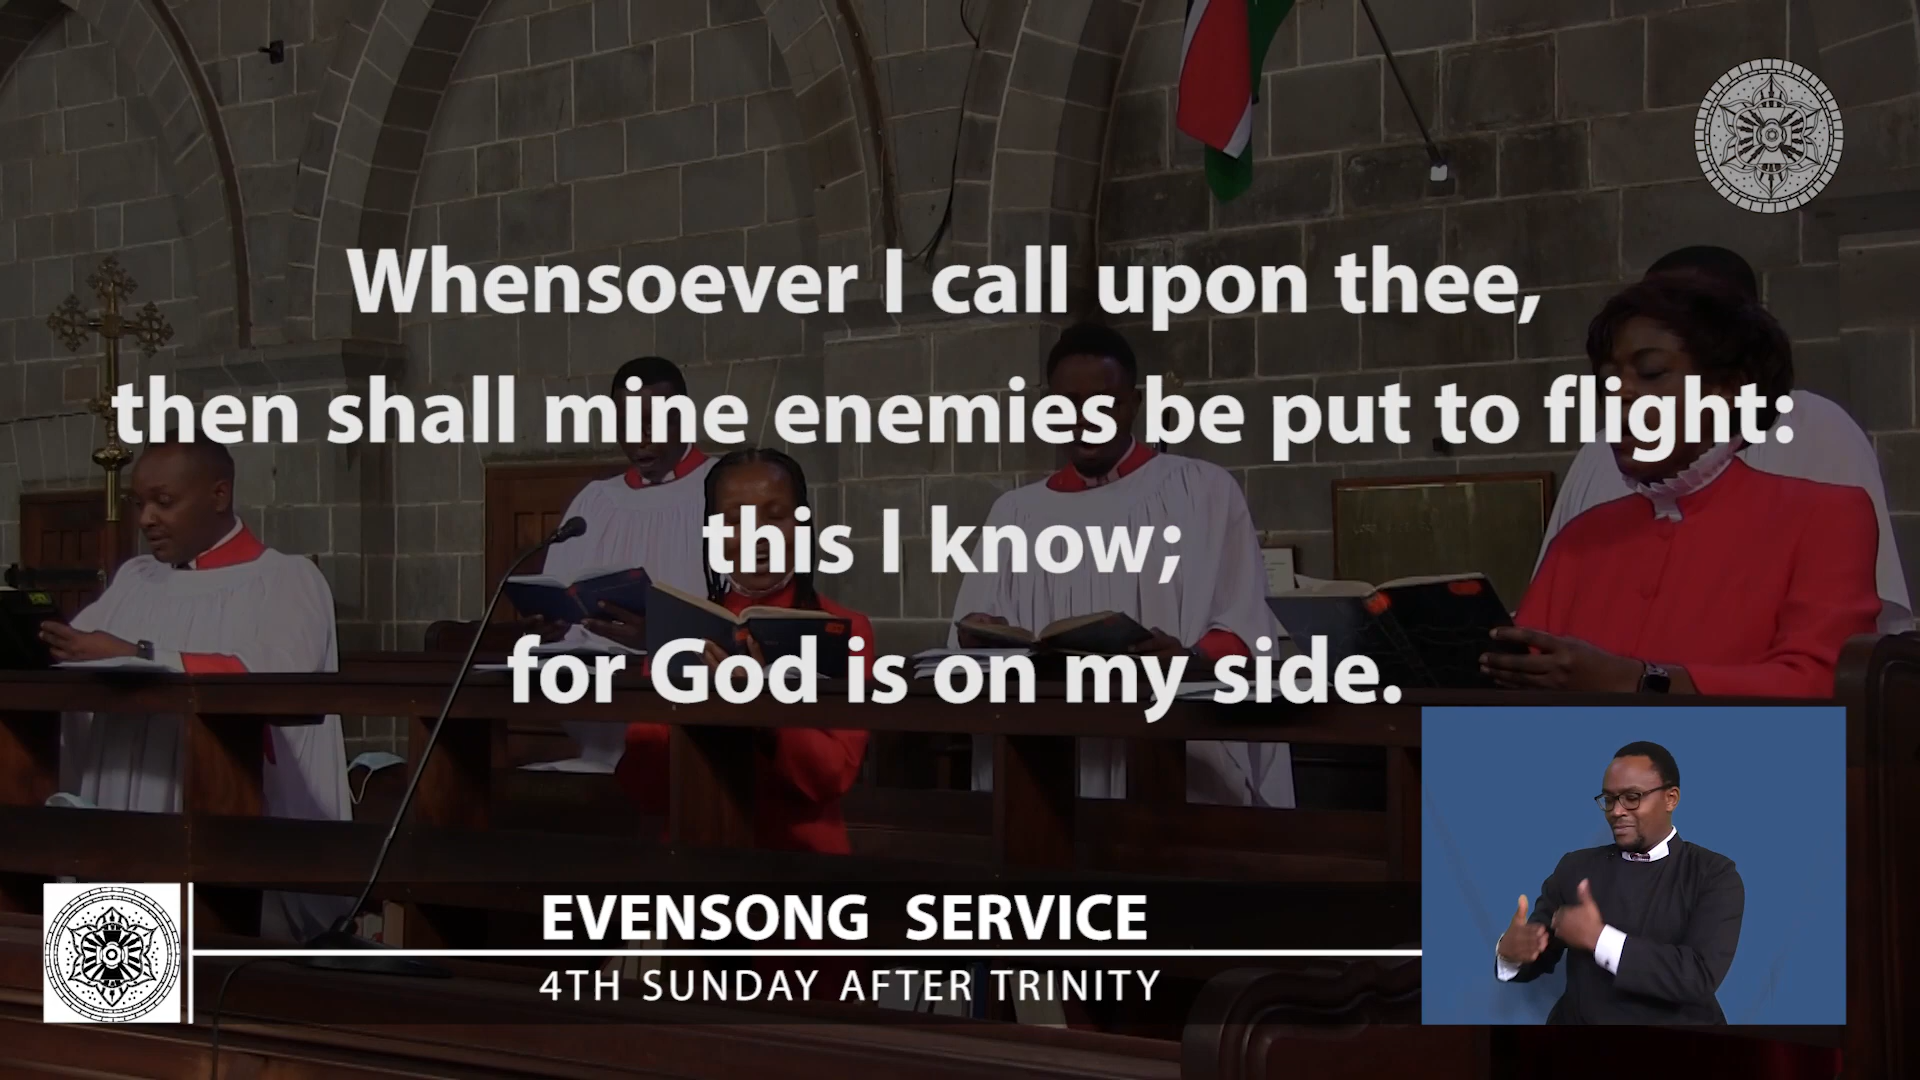 Whensoever I call upon thee,
then shall mine enemies be put to flight:
this I know;
for God is on my side.
EVENSONG SERVICE
4TH SUNDAY AFTER TRINITY